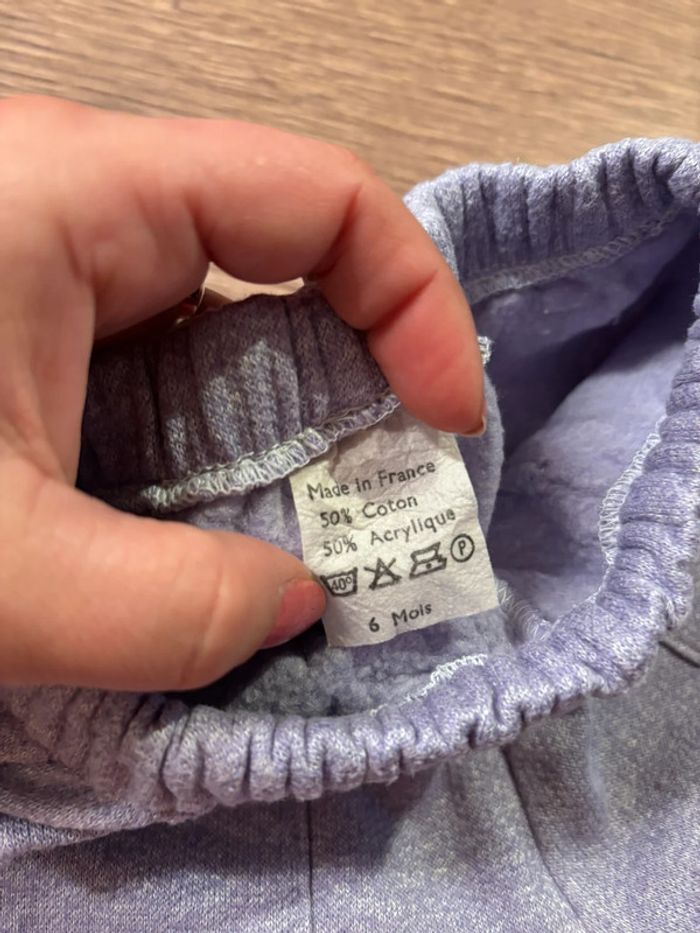 Made in France
50% Coton
50% Acrylique
40° P
6 Mois